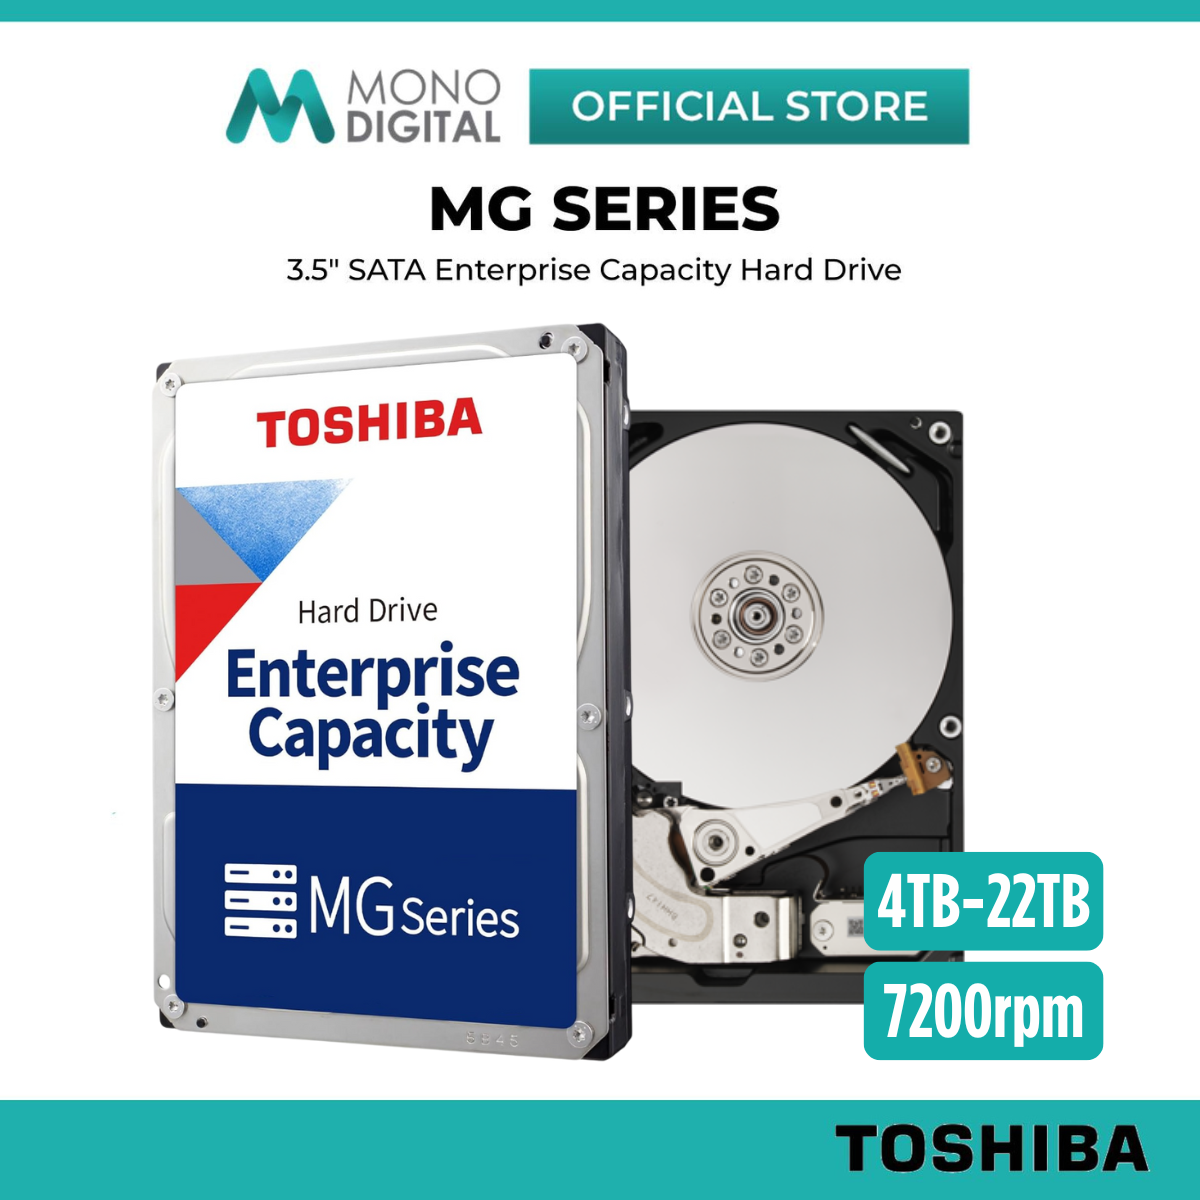 MONO
DIGITAL
OFFICIAL STORE
MG SERIES
3.5" SATA Enterprise Capacity Hard Drive
TOSHIBA
Hard Drive
Enterprise
Capacity
MG Series
4TB-22TB
7200rpm
TOSHIBA